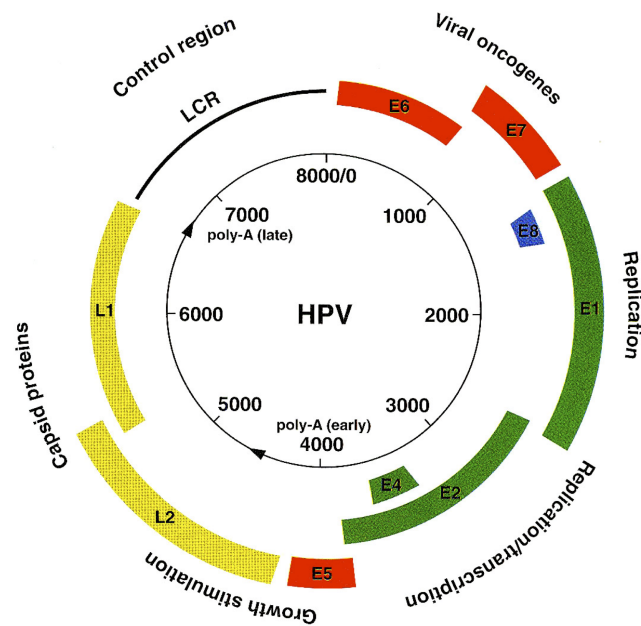 Control region
Viral oncogenes
LCR
E6
E7
8000/0
7000
1000
poly-A (late)
E8
Replication
L1
6000
HPV
2000
E1
Capsid proteins
5000
poly-A (early)
3000
4000
E4
E2
L2
Replication/transcription
E5
Growth stimulation